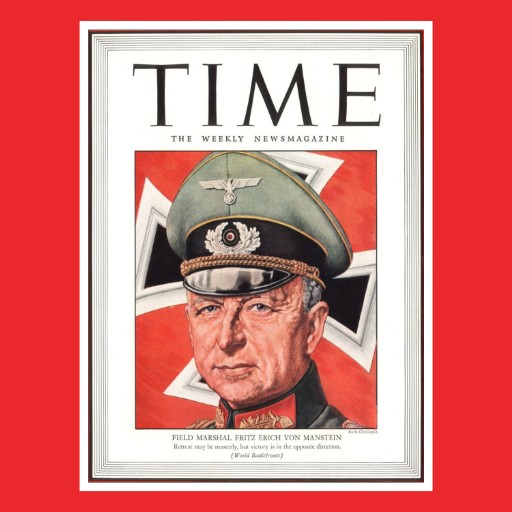 TIME
THE WEEKLY NEWSMAGAZINE
FIELD MARSHAL FRITZ ERICH VON MANSTEIN
Retreat may be masterly, but victory is in the opposite direction.
(World Battlefronts)